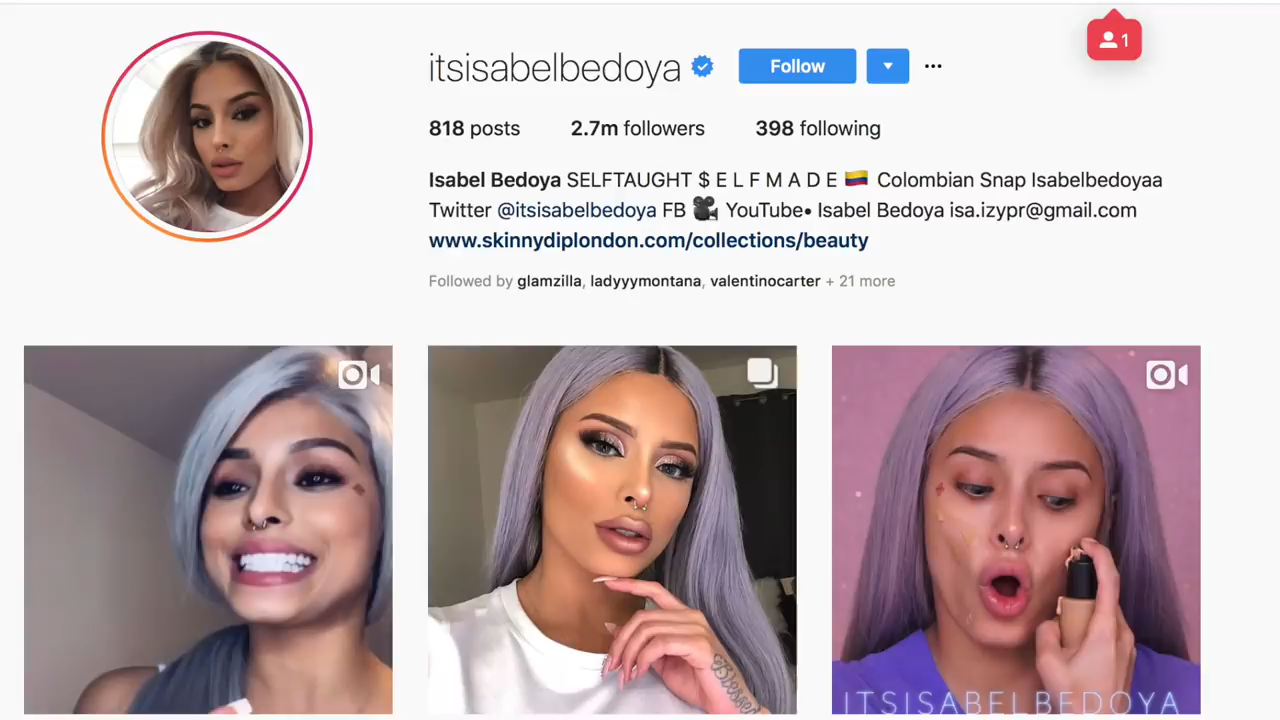 itsisabelbedoya Follow
1
818 posts 2.7m followers 398 following
Isabel Bedoya SELFTAUGHT $ E L F M A D E 🇨🇴 Colombian Snap Isabelbedoyaa
Twitter @itsisabelbedoya FB 🎥 YouTube• Isabel Bedoya isa.izypr@gmail.com
www.skinnydiplondon.com/collections/beauty
Followed by glamzilla, ladyyymontana, valentinocarter + 21 more
Blessed
ITSISABELBEDOYA